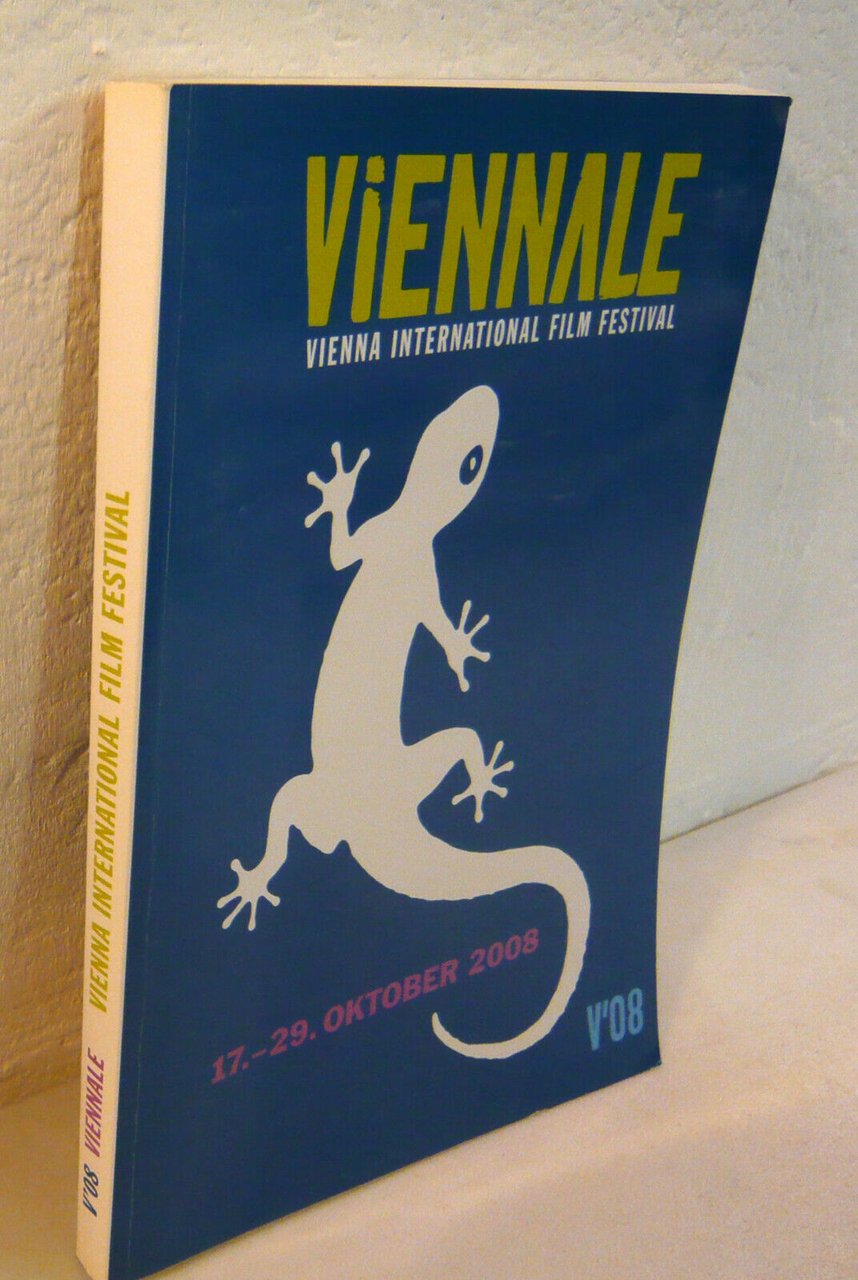 ViENNALE
VIENNA INTERNATIONAL FILM FESTIVAL
17.–29. OKTOBER 2008
V'08
V'08 VIENNALE VIENNA INTERNATIONAL FILM FESTIVAL